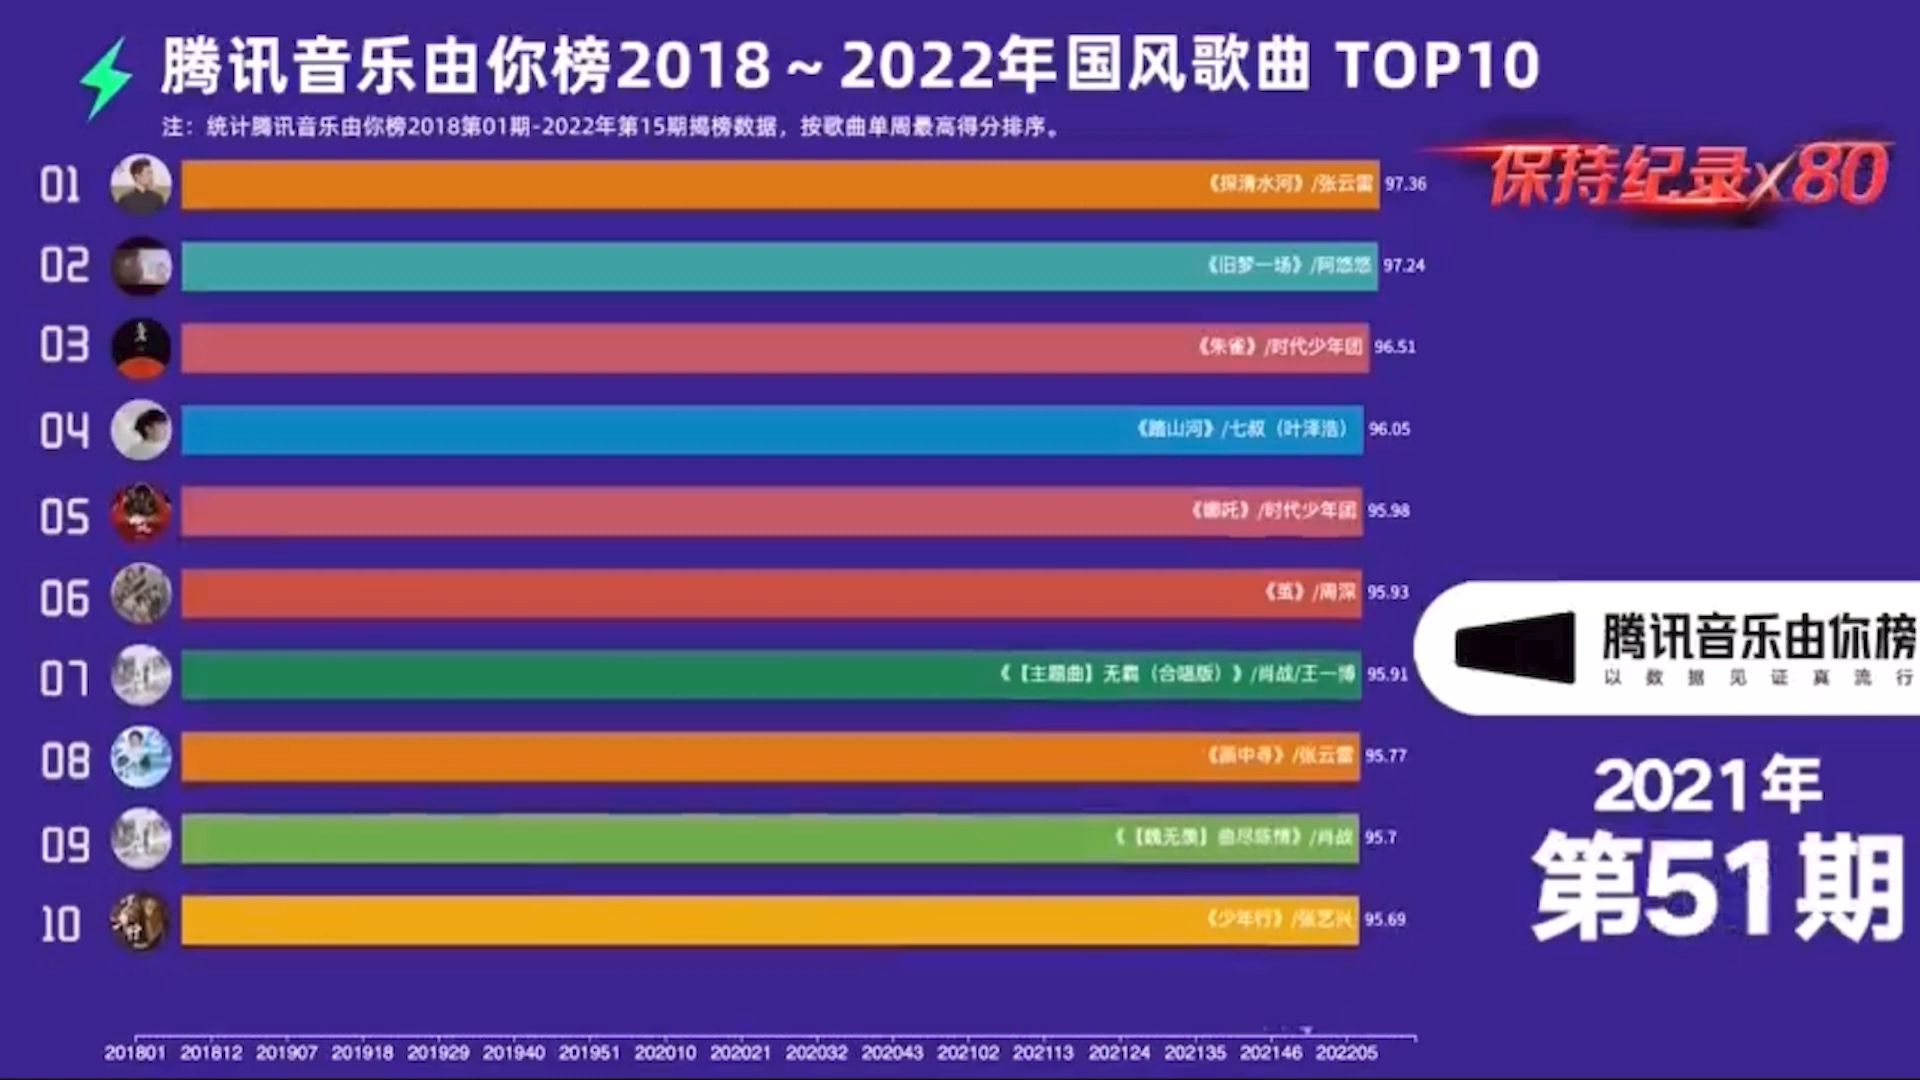 腾讯音乐由你榜2018～2022年国风歌曲 TOP10
注：统计腾讯音乐由你榜2018第01期-2022年第15期揭榜数据，按歌曲单周最高得分排序。
保持纪录x80
01 《探清水河》/张云雷 97.36
02 《旧梦一场》/阿悠悠 97.24
03 《朱雀》/时代少年团 96.51
04 《踏山河》/七叔（叶泽浩） 96.05
05 《哪吒》/时代少年团 95.98
06 《茧》/周深 95.93
07 《【主题曲】无羁（合唱版）》/肖战/王一博 95.91
08 《画中寻》/张云雷 95.77
09 《【魏无羡】曲尽陈情》/肖战 95.7
10 《少年行》/张艺兴 95.69
腾讯音乐由你榜
以数据见证真流行
2021年
第51期
201801 201812 201907 201918 201929 201940 201951 202010 202021 202032 202043 202102 202113 202124 202135 202146 202205